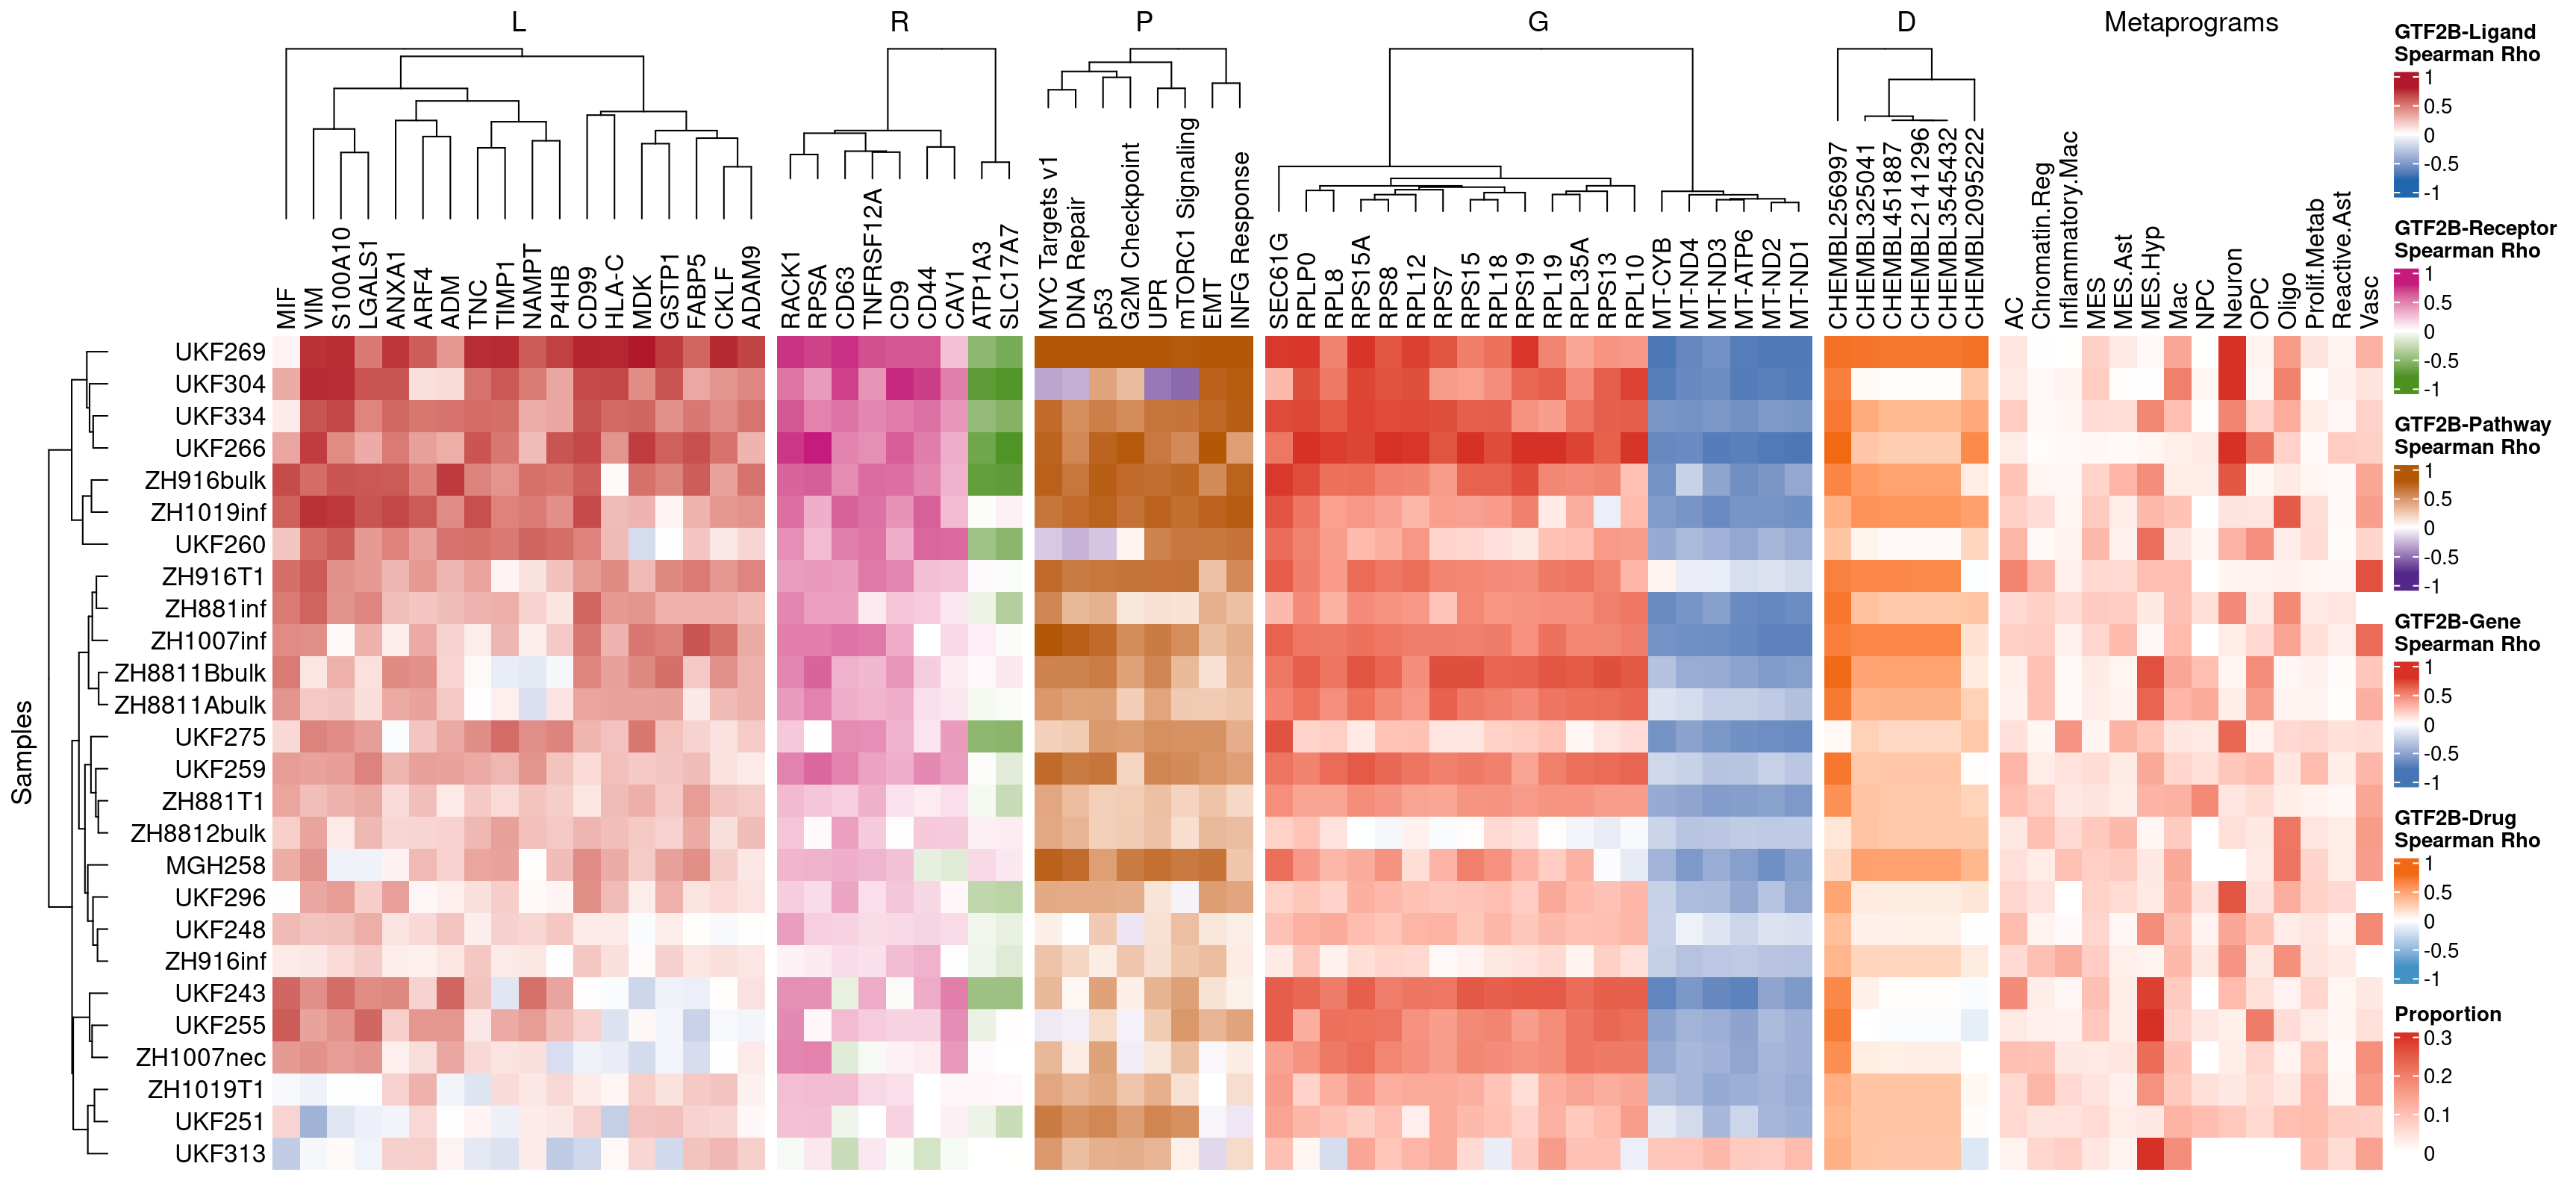 L
R
P
G
D
Metaprograms
MIF
VIM
S100A10
LGALS1
ANXA1
ARF4
ADM
TNC
TIMP1
NAMPT
P4HB
CD99
HLA-C
MDK
GSTP1
FABP5
CKLF
ADAM9
RACK1
RPSA
CD63
TNFRSF12A
CD9
CD44
CAV1
ATP1A3
SLC17A7
MYC Targets v1
DNA Repair
p53
G2M Checkpoint
UPR
mTORC1 Signaling
EMT
INFG Response
SEC61G
RPLP0
RPL8
RPS15A
RPS8
RPL12
RPS7
RPS15
RPL18
RPS19
RPL19
RPL35A
RPS13
RPL10
MT-CYB
MT-ND4
MT-ND3
MT-ATP6
MT-ND2
MT-ND1
CHEMBL256997
CHEMBL325041
CHEMBL451887
CHEMBL2141296
CHEMBL3545432
CHEMBL2095222
AC
Chromatin.Reg
Inflammatory.Mac
MES
MES.Ast
MES.Hyp
Mac
NPC
Neuron
OPC
Oligo
Prolif.Metab
Reactive.Ast
Vasc
Samples
UKF269
UKF304
UKF334
UKF266
ZH916bulk
ZH1019inf
UKF260
ZH916T1
ZH881inf
ZH1007inf
ZH8811Bbulk
ZH8811Abulk
UKF275
UKF259
ZH881T1
ZH8812bulk
MGH258
UKF296
UKF248
ZH916inf
UKF243
UKF255
ZH1007nec
ZH1019T1
UKF251
UKF313
GTF2B-Ligand
Spearman Rho
1
0.5
0
-0.5
-1
GTF2B-Receptor
Spearman Rho
1
0.5
0
-0.5
-1
GTF2B-Pathway
Spearman Rho
1
0.5
0
-0.5
-1
GTF2B-Gene
Spearman Rho
1
0.5
0
-0.5
-1
GTF2B-Drug
Spearman Rho
1
0.5
0
-0.5
-1
Proportion
0.3
0.2
0.1
0